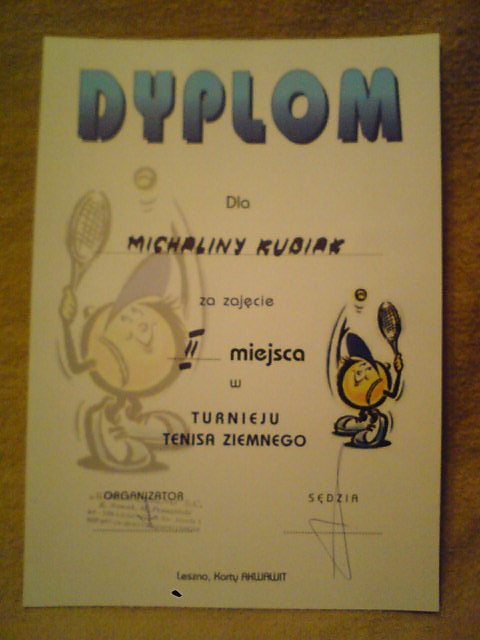 DYPLOM
Dla
MICHALINY KUBIAK
za zajęcie
II miejsca
w
TURNIEJU
TENISA ZIEMNEGO
ORGANIZATOR SĘDZIA
Leszno, Korty AKWAWIT